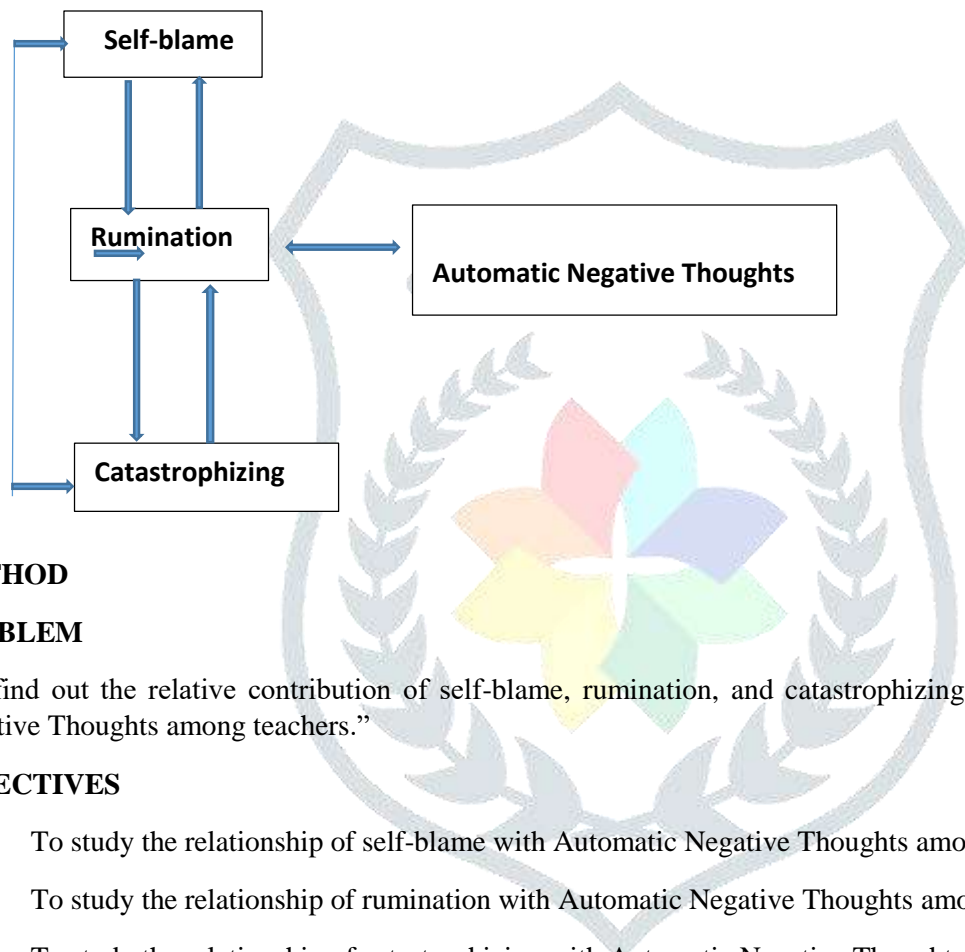 Self-blame
Rumination
Automatic Negative Thoughts
Catastrophizing
THOD
BLEM
find out the relative contribution of self-blame, rumination, and catastrophizing
tive Thoughts among teachers.”
ECTIVES
To study the relationship of self-blame with Automatic Negative Thoughts amo
To study the relationship of rumination with Automatic Negative Thoughts amo